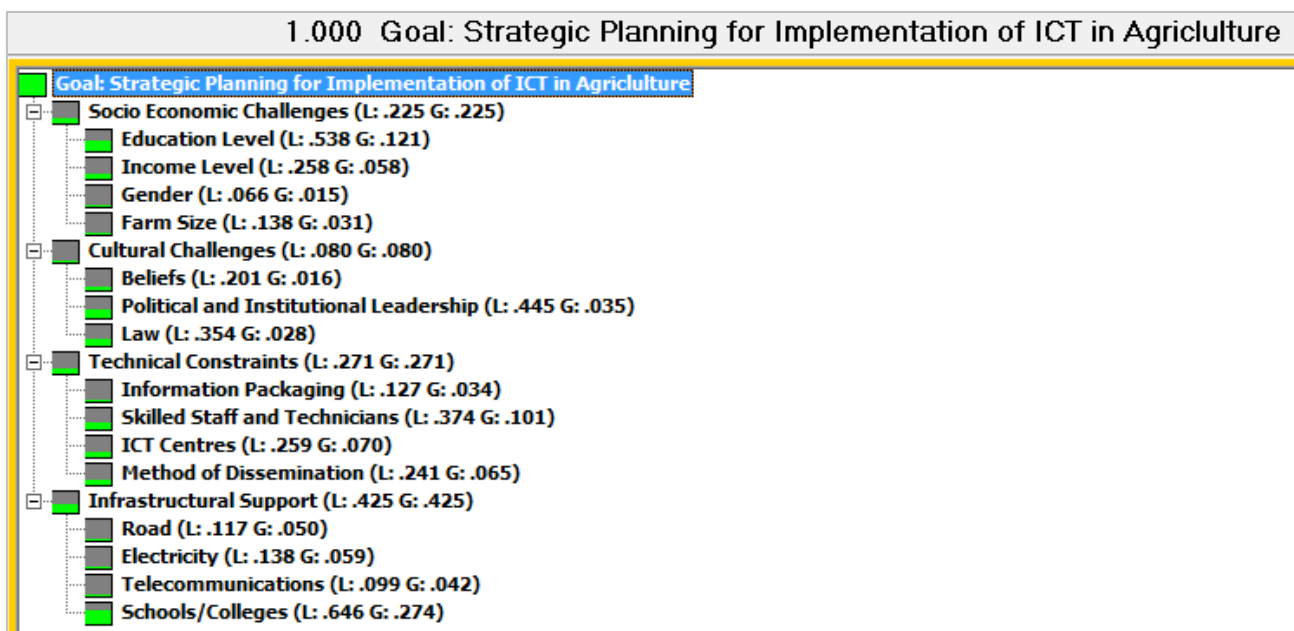 1.000 Goal: Strategic Planning for Implementation of ICT in Agriclulture
Goal: Strategic Planning for Implementation of ICT in Agriclulture
Socio Economic Challenges (L: .225 G: .225)
Education Level (L: .538 G: .121)
Income Level (L: .258 G: .058)
Gender (L: .066 G: .015)
Farm Size (L: .138 G: .031)
Cultural Challenges (L: .080 G: .080)
Beliefs (L: .201 G: .016)
Political and Institutional Leadership (L: .445 G: .035)
Law (L: .354 G: .028)
Technical Constraints (L: .271 G: .271)
Information Packaging (L: .127 G: .034)
Skilled Staff and Technicians (L: .374 G: .101)
ICT Centres (L: .259 G: .070)
Method of Dissemination (L: .241 G: .065)
Infrastructural Support (L: .425 G: .425)
Road (L: .117 G: .050)
Electricity (L: .138 G: .059)
Telecommunications (L: .099 G: .042)
Schools/Colleges (L: .646 G: .274)